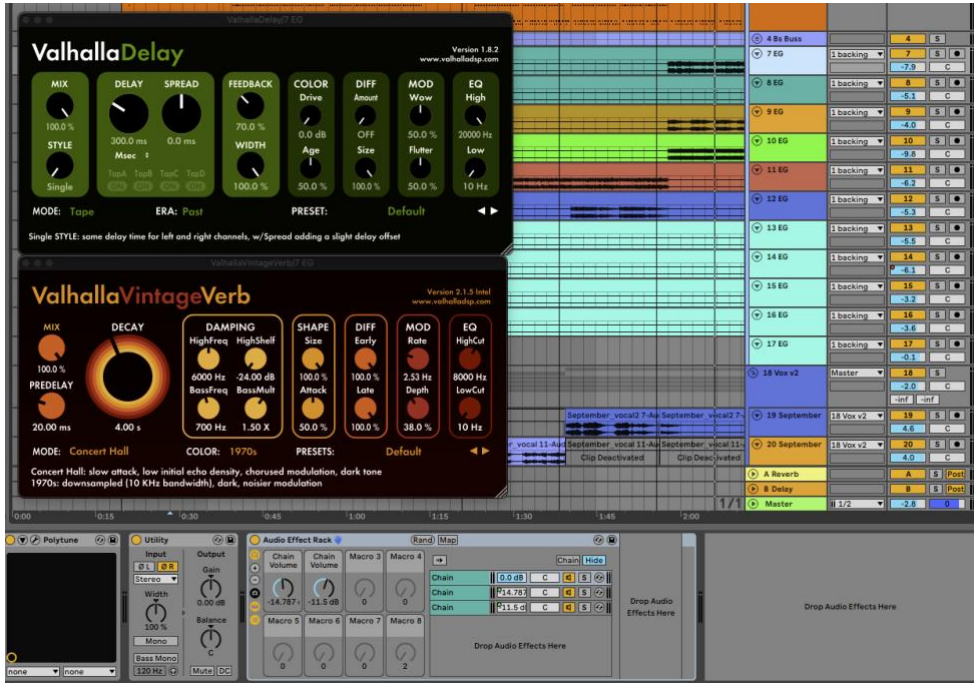 ValhallaDelay/7 EG
ValhallaDelay
Version 1.8.2
www.valhalladsp.com
MIX
DELAY SPREAD
FEEDBACK
COLOR
DIFF
MOD
EQ
Drive
Amount
Wow
High
100.0 %
300.0 ms
0.0 ms
70.0 %
0.0 dB
OFF
50.0 %
20000 Hz
STYLE
Msec
WIDTH
Age
Size
Flutter
Low
TapA TapB TapC TapD
ON ON ON ON
Single
100.0 %
50.0 %
100.0 %
50.0 %
10 Hz
MODE: Tape
ERA: Past
PRESET:
Default
Single STYLE: same delay time for left and right channels, w/Spread adding a slight delay offset
ValhallaVintageVerb/7 EG
ValhallaVintageVerb
Version 2.1.5 Intel
www.valhalladsp.com
MIX
DECAY
DAMPING
SHAPE
DIFF
MOD
EQ
HighFreq HighShelf
Size
Early
Rate
HighCut
100.0 %
6000 Hz -24.00 dB
100.0 %
100.0 %
2.53 Hz
8000 Hz
PREDELAY
BassFreq BassMult
Attack
Late
Depth
LowCut
20.00 ms
4.00 s
700 Hz
1.50 X
50.0 %
100.0 %
38.0 %
10 Hz
MODE: Concert Hall
COLOR: 1970s
PRESETS:
Default
Concert Hall: slow attack, low initial echo density, chorused modulation, dark tone
1970s: downsampled (10 KHz bandwidth), dark, noisier modulation
4 Bs Buss
4
S
7 EG
1 backing
7
S
-7.9
C
8 EG
1 backing
8
S
-5.1
C
9 EG
1 backing
9
S
-4.0
C
10 EG
1 backing
10
S
-9.8
C
11 EG
1 backing
11
S
-6.2
C
12 EG
1 backing
12
S
-5.3
C
13 EG
1 backing
13
S
-5.5
C
14 EG
1 backing
14
S
-6.1
C
15 EG
1 backing
15
S
-3.2
C
16 EG
1 backing
16
S
-3.6
C
17 EG
1 backing
17
S
-0.1
C
18 Vox v2
Master
18
S
-2.0
C
-inf -inf
September_vocal2 7-Au
September_vocal2 7-
19 September
18 Vox v2
19
S
4.6
C
vocal 11-Aud
September_vocal 11-Au
September_vocal 11-
20 September
18 Vox v2
20
S
Clip Deactivated
Clip Deactivated
4.0
C
A Reverb
A
S
Post
B Delay
B
S
Post
1/1
Master
1/2
-2.8
0
0:00
0:15
0:30
0:45
1:00
1:15
1:30
1:45
2:00
Polytune
none
none
Utility
Input
Output
Ø L
Ø R
Gain
Stereo
Width
0.00 dB
Balance
100 %
Mono
C
Bass Mono
120 Hz
Mute
DC
Audio Effect Rack
Rand
Map
Chain Volume
Chain Volume
Macro 3
Macro 4
Chain
Hide
-14.787
-11.5 dB
0
0
Chain
0.0 dB
C
S
Chain
14.787
C
S
Chain
11.5 d
C
S
Macro 5
Macro 6
Macro 7
Macro 8
0
0
0
2
Drop Audio Effects Here
Drop Audio
Effects Here
Drop Audio Effects Here